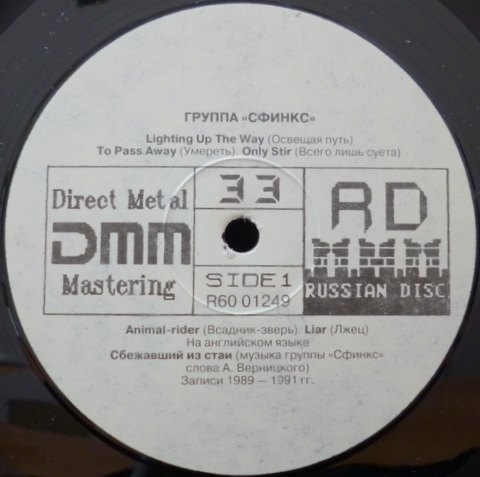 ГРУППА «СФИНКС»
Lighting Up The Way (Освещая путь)
To Pass Away (Умереть). Only Stir (Всего лишь суета)
Direct Metal
DMM
Mastering
33
SIDE 1
R60 01249
RD
RUSSIAN DISC
Animal-rider (Всадник-зверь). Liar (Лжец)
На английском языке
Сбежавший из стаи (музыка группы «Сфинкс»
слова А. Верницкого)
Записи 1989 — 1991 гг.